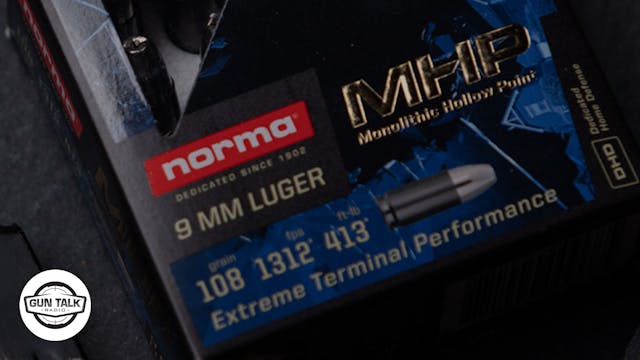 norma
DEDICATED SINCE 1902
MHP
Monolithic Hollow Point
DHD
Dedicated
Home Defense
9 MM LUGER
grain fps ft-lb
108 1312 413
Extreme Terminal Performance
GUN TALK
RADIO